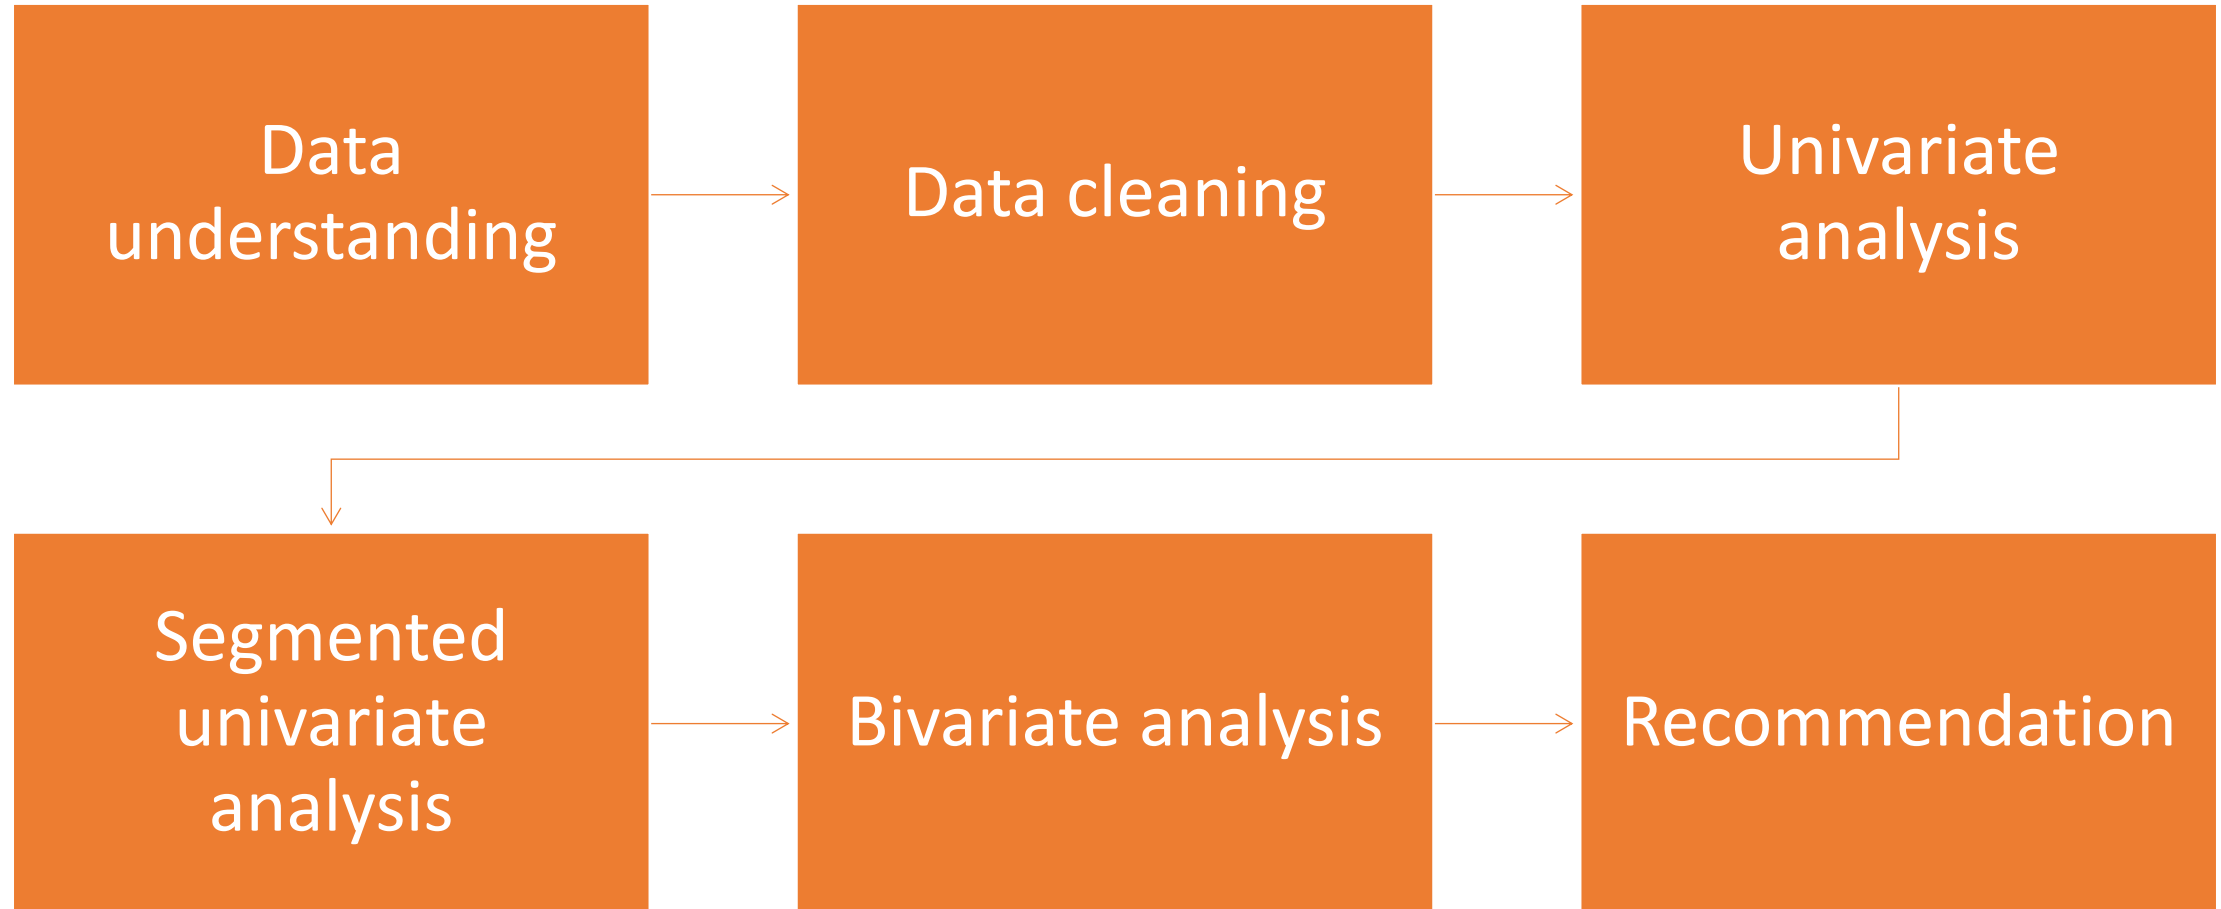 Data
understanding
Data cleaning
Univariate
analysis
Segmented
univariate
analysis
Bivariate analysis
Recommendation